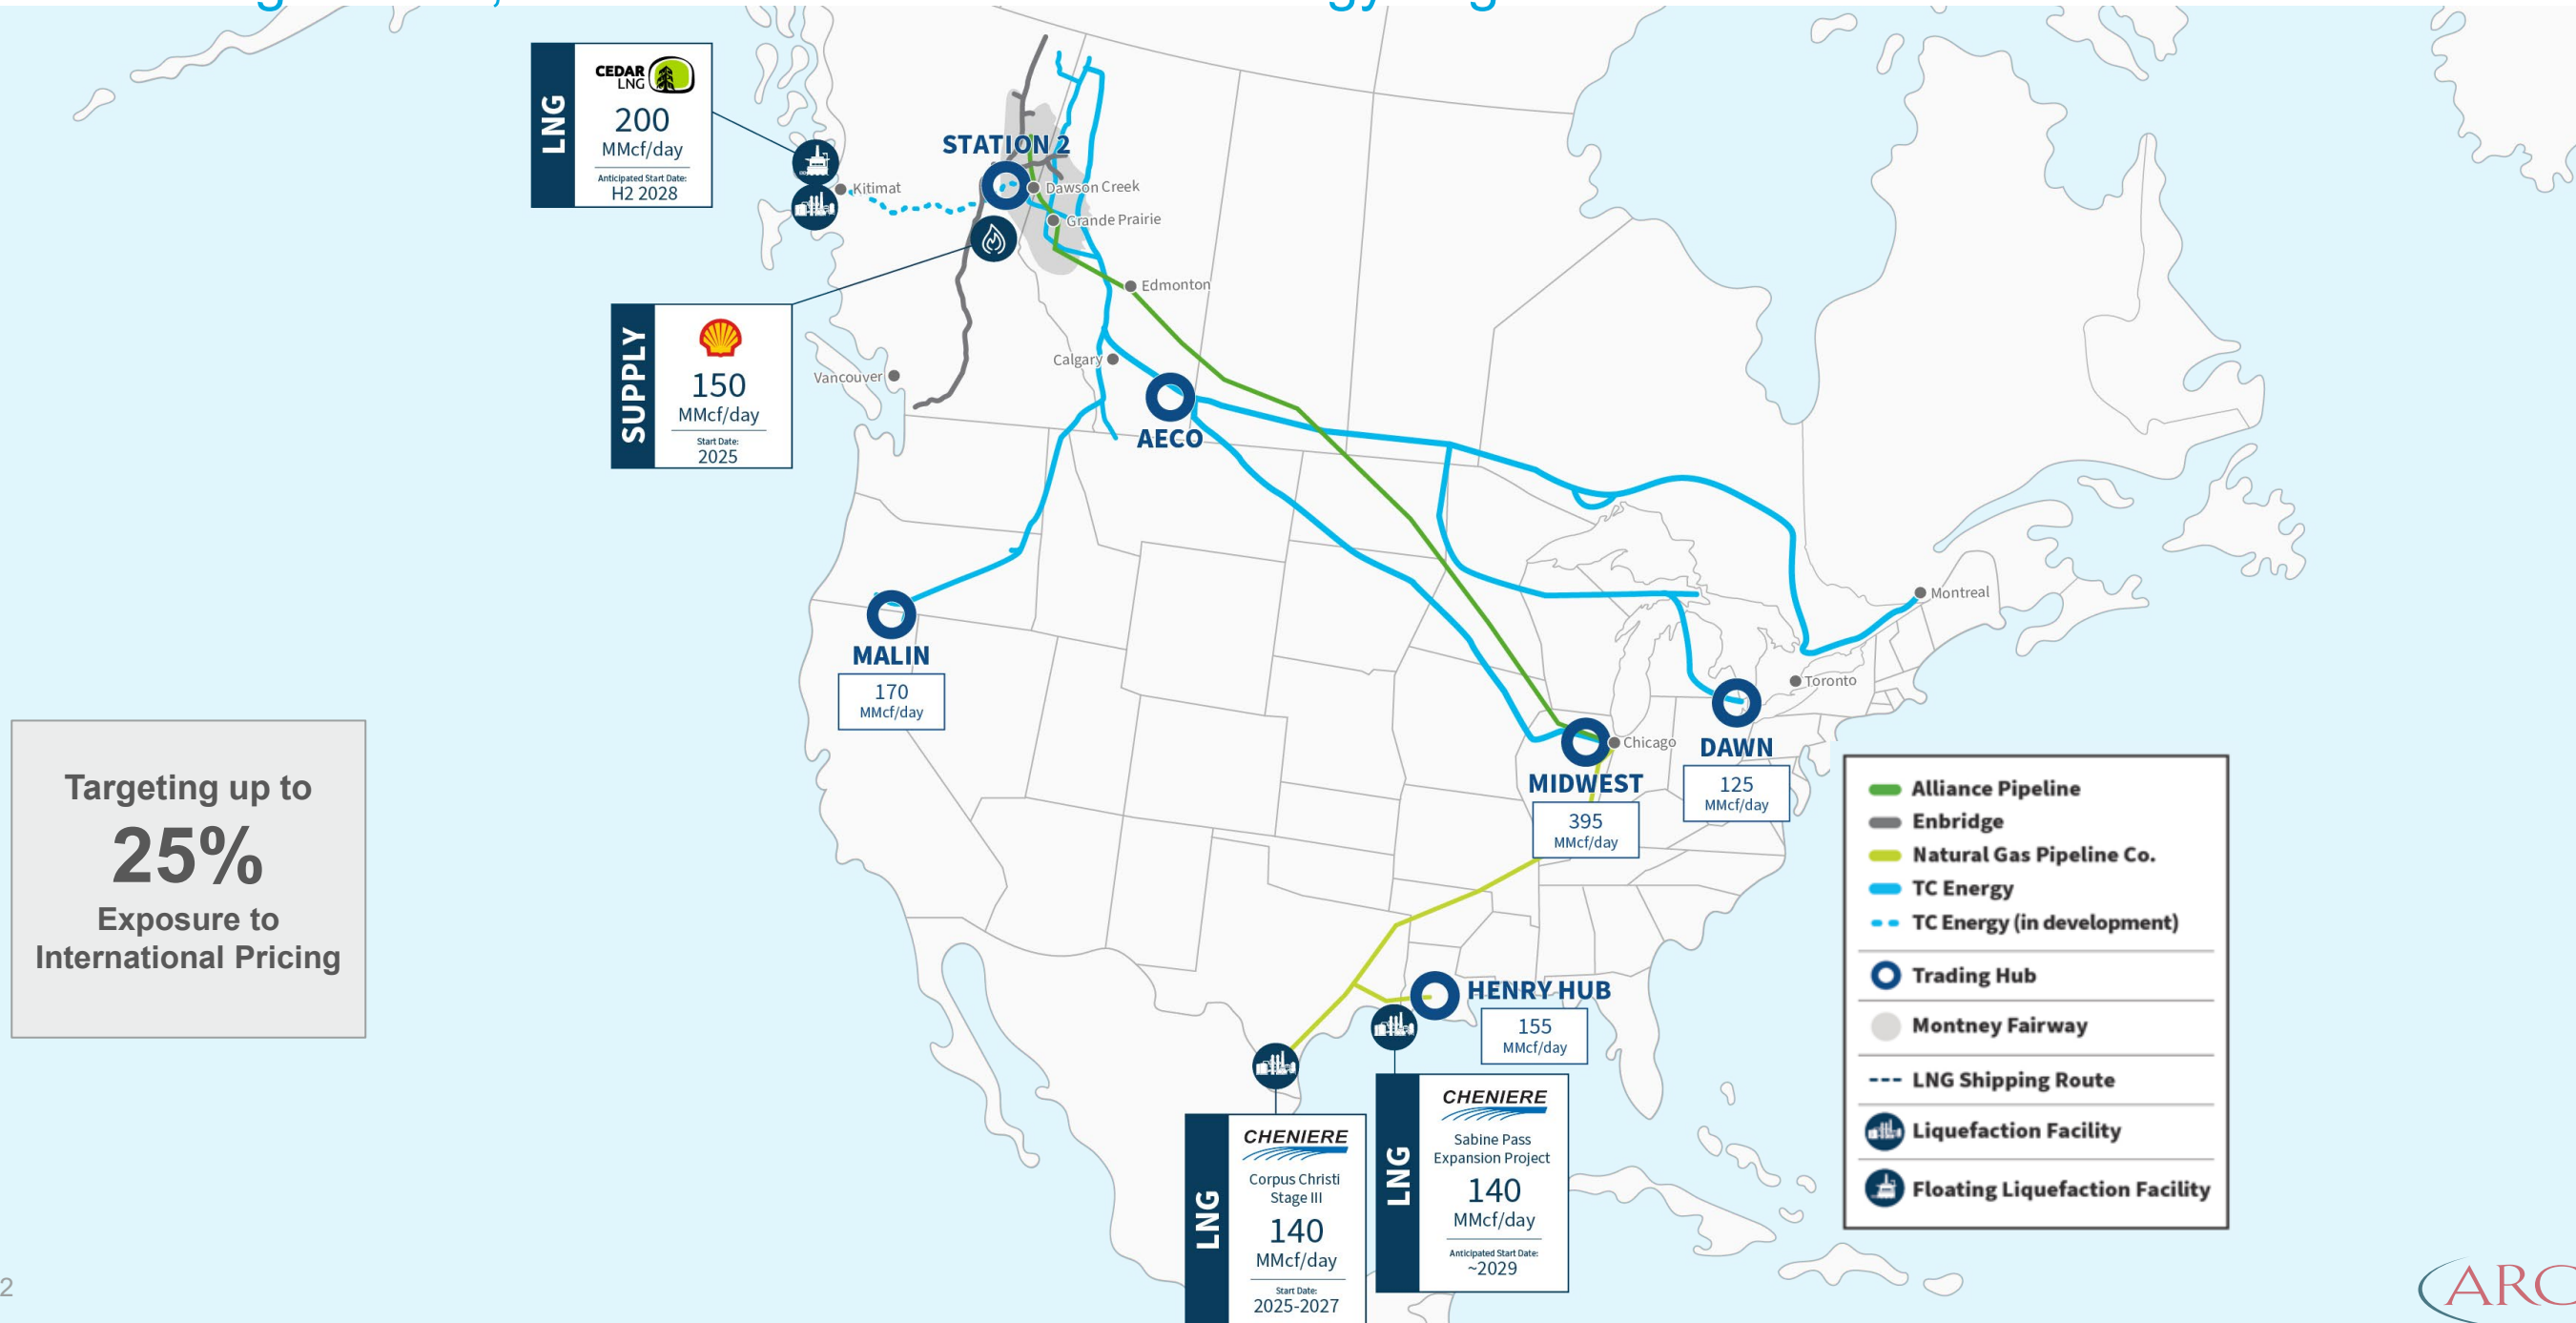 CEDAR
LNG
LNG
200
MMcf/day
Anticipated Start Date:
H2 2028
STATION 2
Kitimat
Dawson Creek
Grande Prairie
Edmonton
SUPPLY
150
MMcf/day
Start Date:
2025
Calgary
Vancouver
AECO
MALIN
170
MMcf/day
Montreal
Toronto
Chicago
DAWN
125
MMcf/day
MIDWEST
395
MMcf/day
Targeting up to
25%
Exposure to
International Pricing
Alliance Pipeline
Enbridge
Natural Gas Pipeline Co.
TC Energy
TC Energy (in development)
Trading Hub
Montney Fairway
LNG Shipping Route
Liquefaction Facility
Floating Liquefaction Facility
HENRY HUB
155
MMcf/day
LNG
CHENIERE
Corpus Christi
Stage III
140
MMcf/day
Start Date:
2025-2027
LNG
CHENIERE
Sabine Pass
Expansion Project
140
MMcf/day
Anticipated Start Date:
~2029
2
ARC